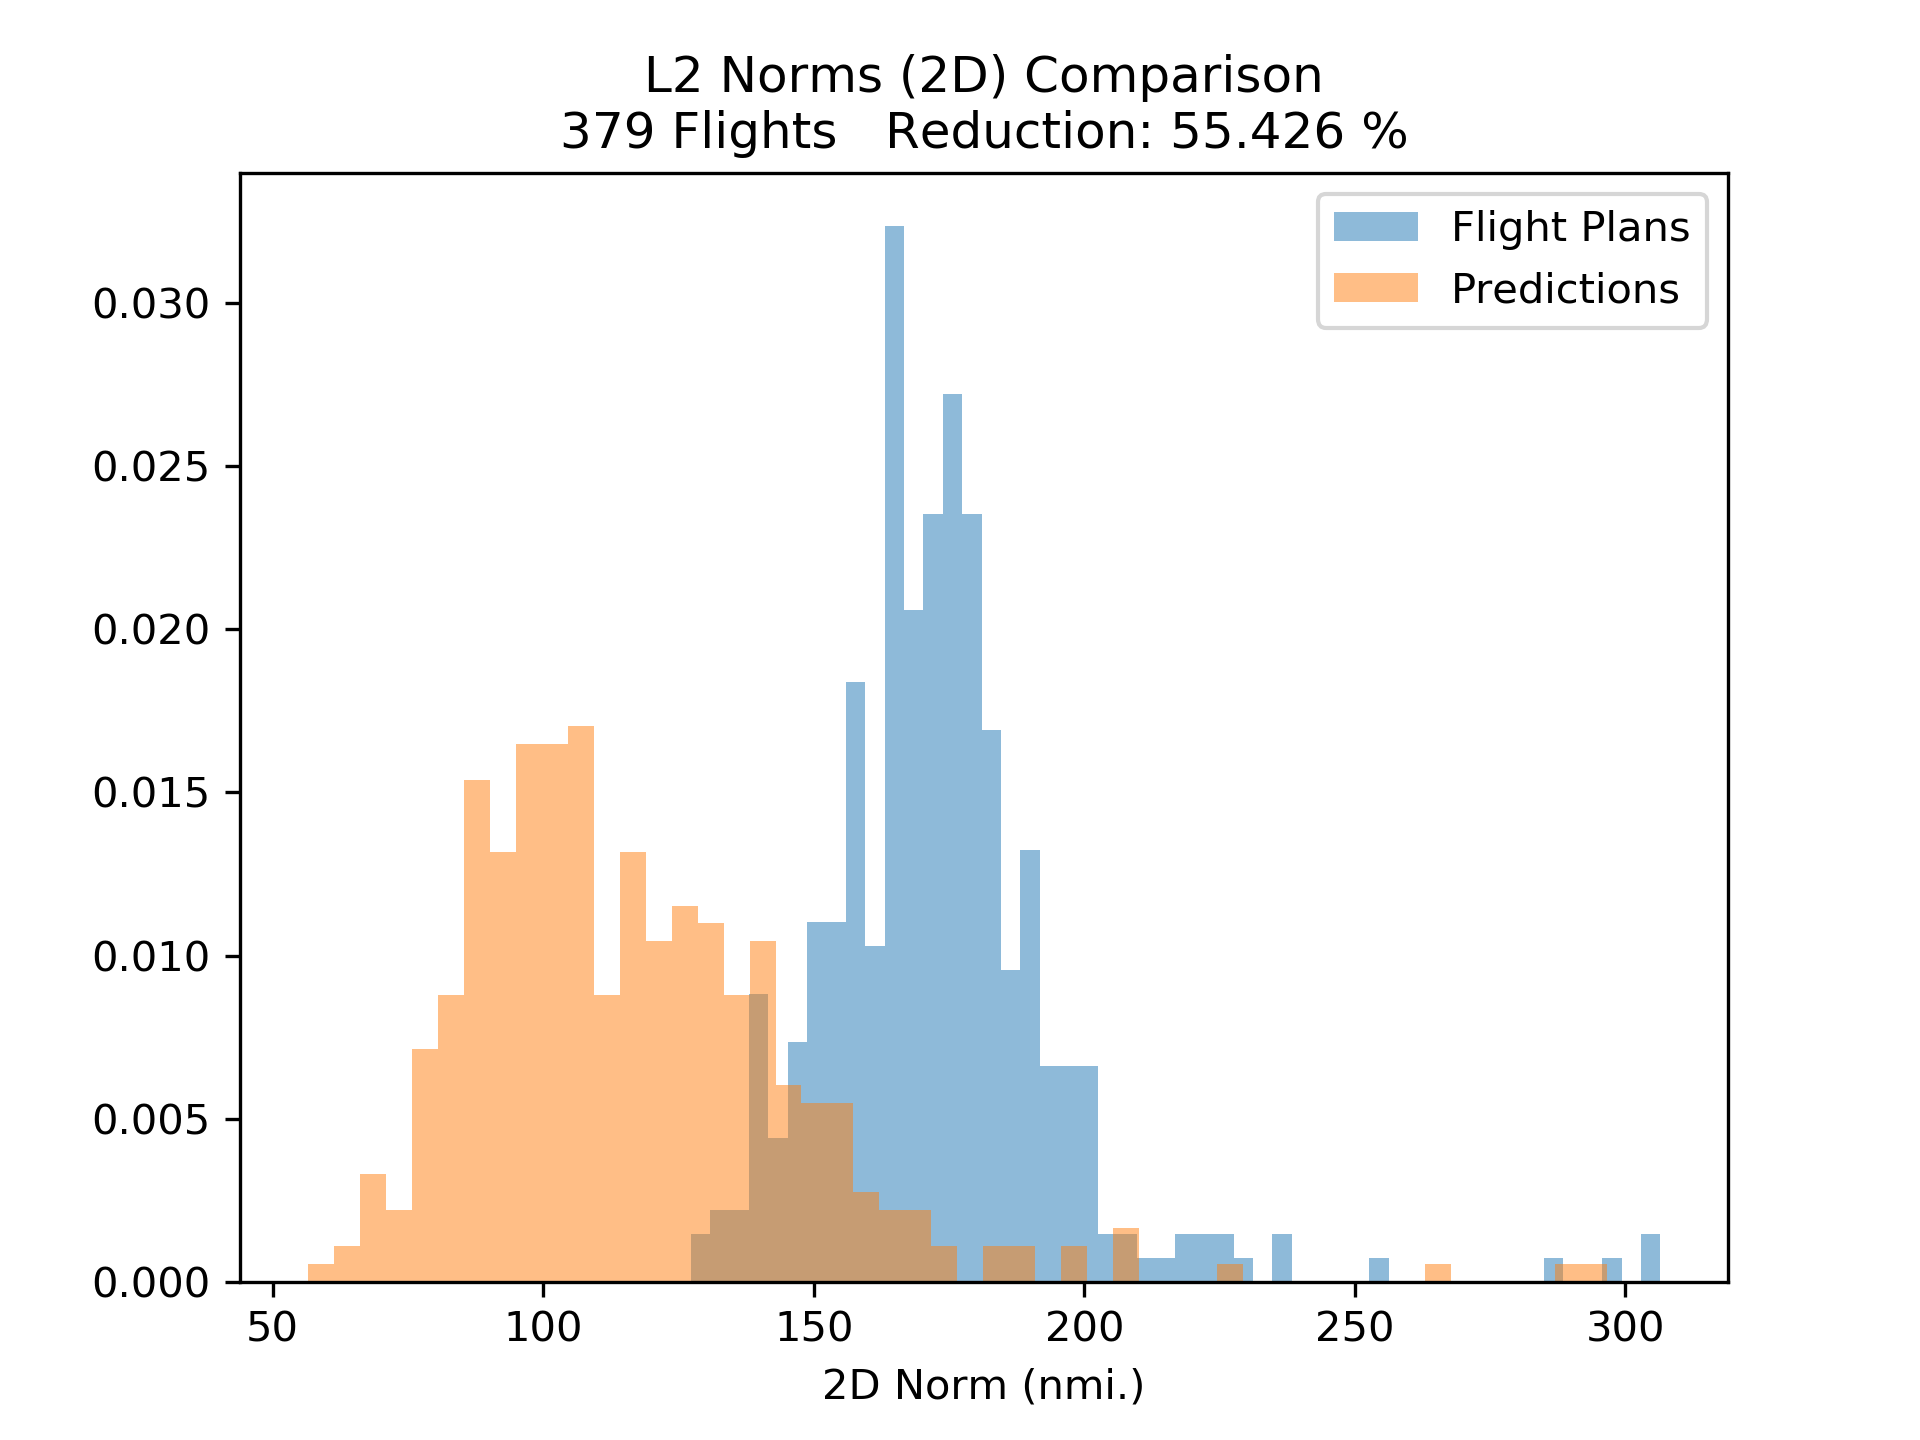 L2 Norms (2D) Comparison
379 Flights   Reduction: 55.426 %
Flight Plans
Predictions
0.030
0.025
0.020
0.015
0.010
0.005
0.000
50 100 150 200 250 300
2D Norm (nmi.)